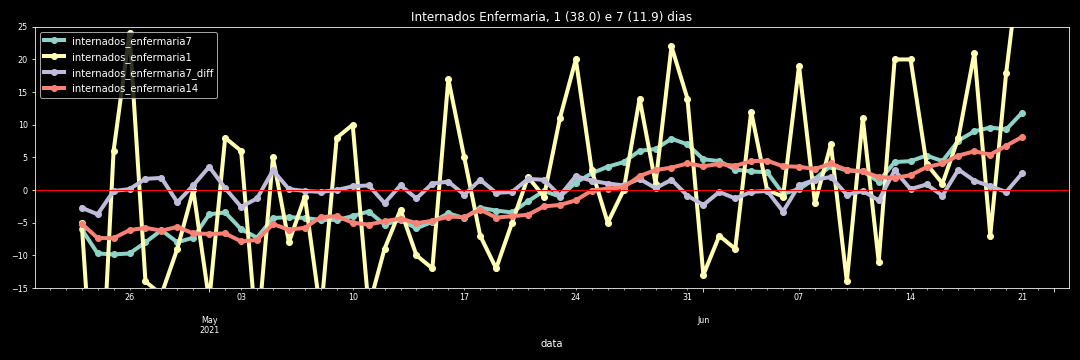 Internados Enfermaria, 1 (38.0) e 7 (11.9) dias
internados_enfermaria7
internados_enfermaria1
internados_enfermaria7_diff
internados_enfermaria14
25
20
15
10
5
0
−5
−10
−15
26 03 10 17 24 31 07 14 21
May Jun
2021
data